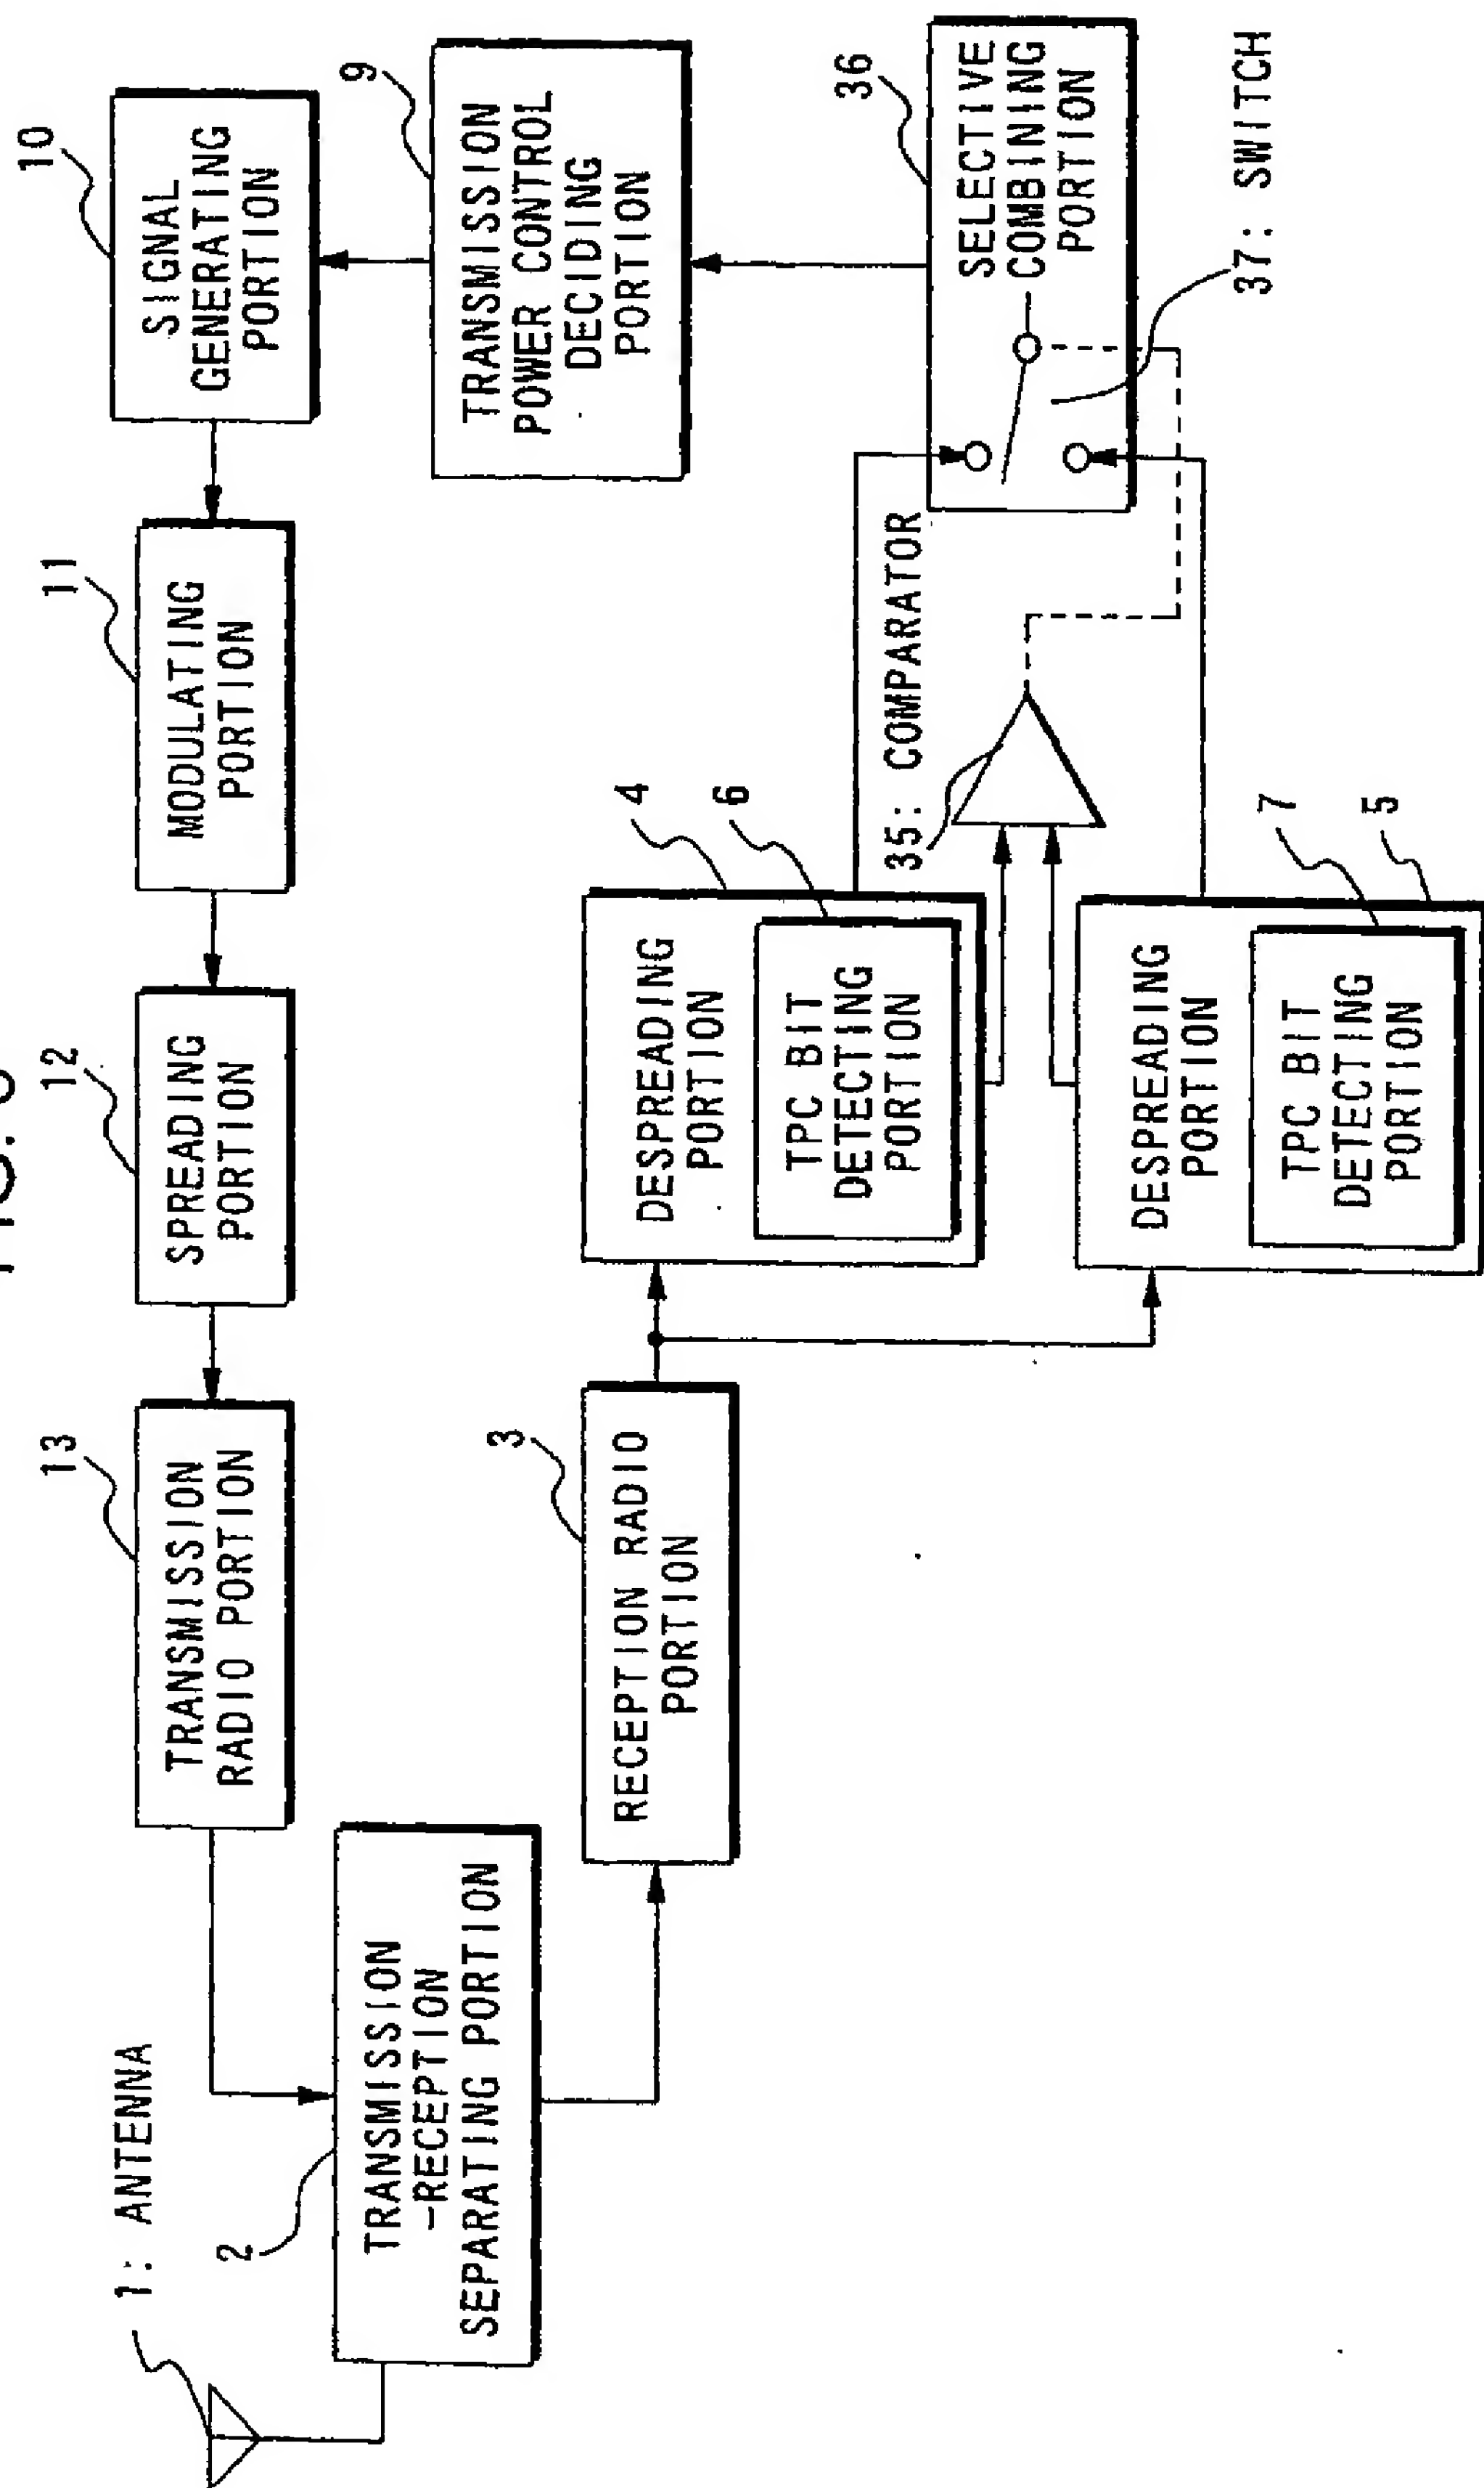 1: ANTENNA
2
TRANSMISSION
-RECEPTION
SEPARATING PORTION
13
TRANSMISSION
RADIO PORTION
12
SPREADING
PORTION
11
MODULATING
PORTION
10
SIGNAL
GENERATING
PORTION
9
TRANSMISSION
POWER CONTROL
DECIDING
PORTION
3
RECEPTION RADIO
PORTION
4
DESPREADING
PORTION
6
TPC BIT
DETECTING
PORTION
35: COMPARATOR
36
SELECTIVE
COMBINING
PORTION
37: SWITCH
DESPREADING
PORTION
7
TPC BIT
DETECTING
PORTION
5